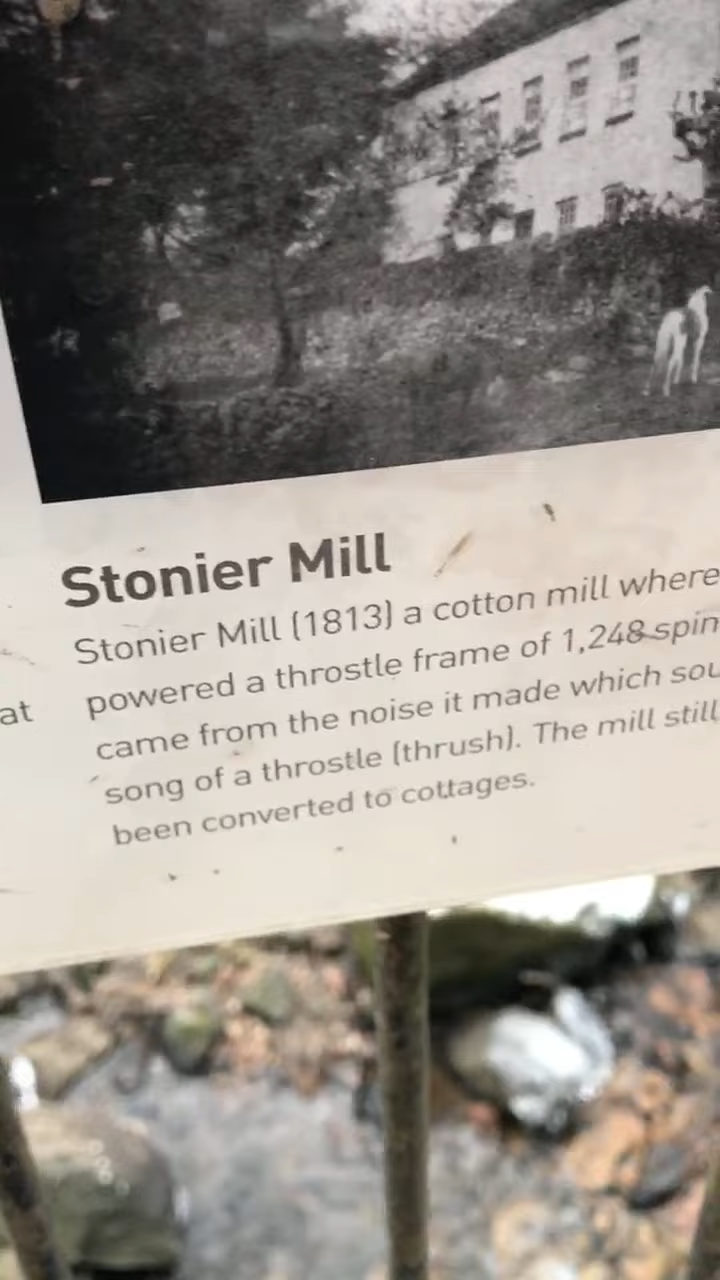 Stonier Mill
Stonier Mill (1813) a cotton mill where
powered a throstle frame of 1,248 spin
at came from the noise it made which sou
song of a throstle (thrush). The mill still
been converted to cottages.